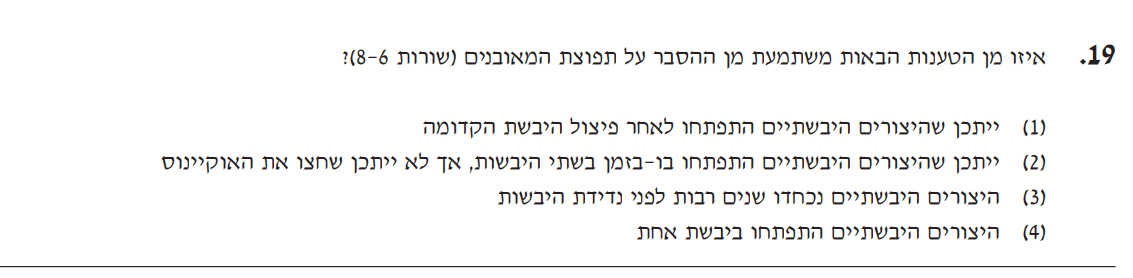 19. איזו מן הטענות הבאות משתמעת מן ההסבר על תפוצת המאובנים (שורות 6-8)?
(1) ייתכן שהיצורים היבשתיים התפתחו לאחר פיצול היבשת הקדומה
(2) ייתכן שהיצורים היבשתיים התפתחו בו-בזמן בשתי היבשות, אך לא ייתכן שחצו את האוקיינוס
(3) היצורים היבשתיים נכחדו שנים רבות לפני נדידת היבשות
(4) היצורים היבשתיים התפתחו ביבשת אחת